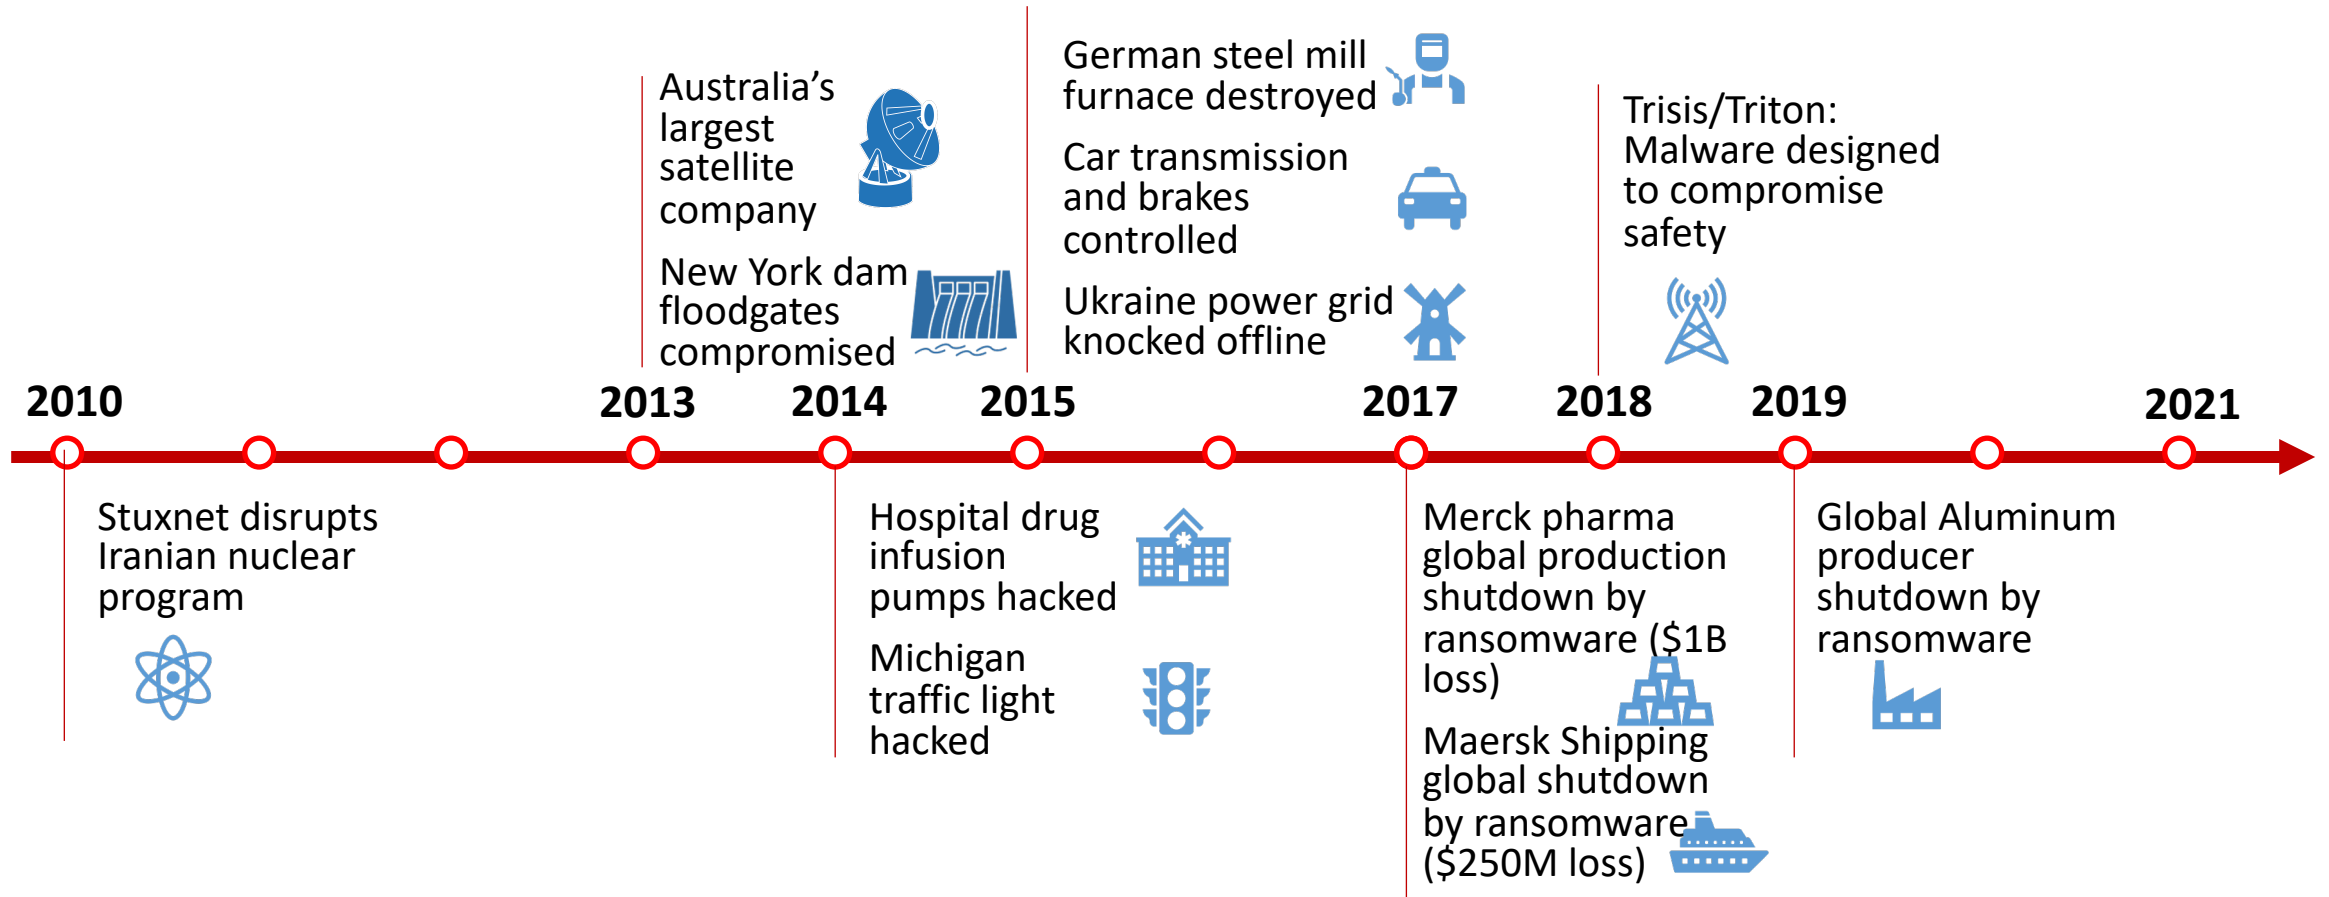 Australia’s
largest
satellite
company
New York dam
floodgates
compromised
German steel mill
furnace destroyed
Car transmission
and brakes
controlled
Ukraine power grid
knocked offline
Trisis/Triton:
Malware designed
to compromise
safety
2010
2013
2014
2015
2017
2018
2019
2021
Stuxnet disrupts
Iranian nuclear
program
Hospital drug
infusion
pumps hacked
Michigan
traffic light
hacked
Merck pharma
global production
shutdown by
ransomware ($1B
loss)
Maersk Shipping
global shutdown
by ransomware
($250M loss)
Global Aluminum
producer
shutdown by
ransomware